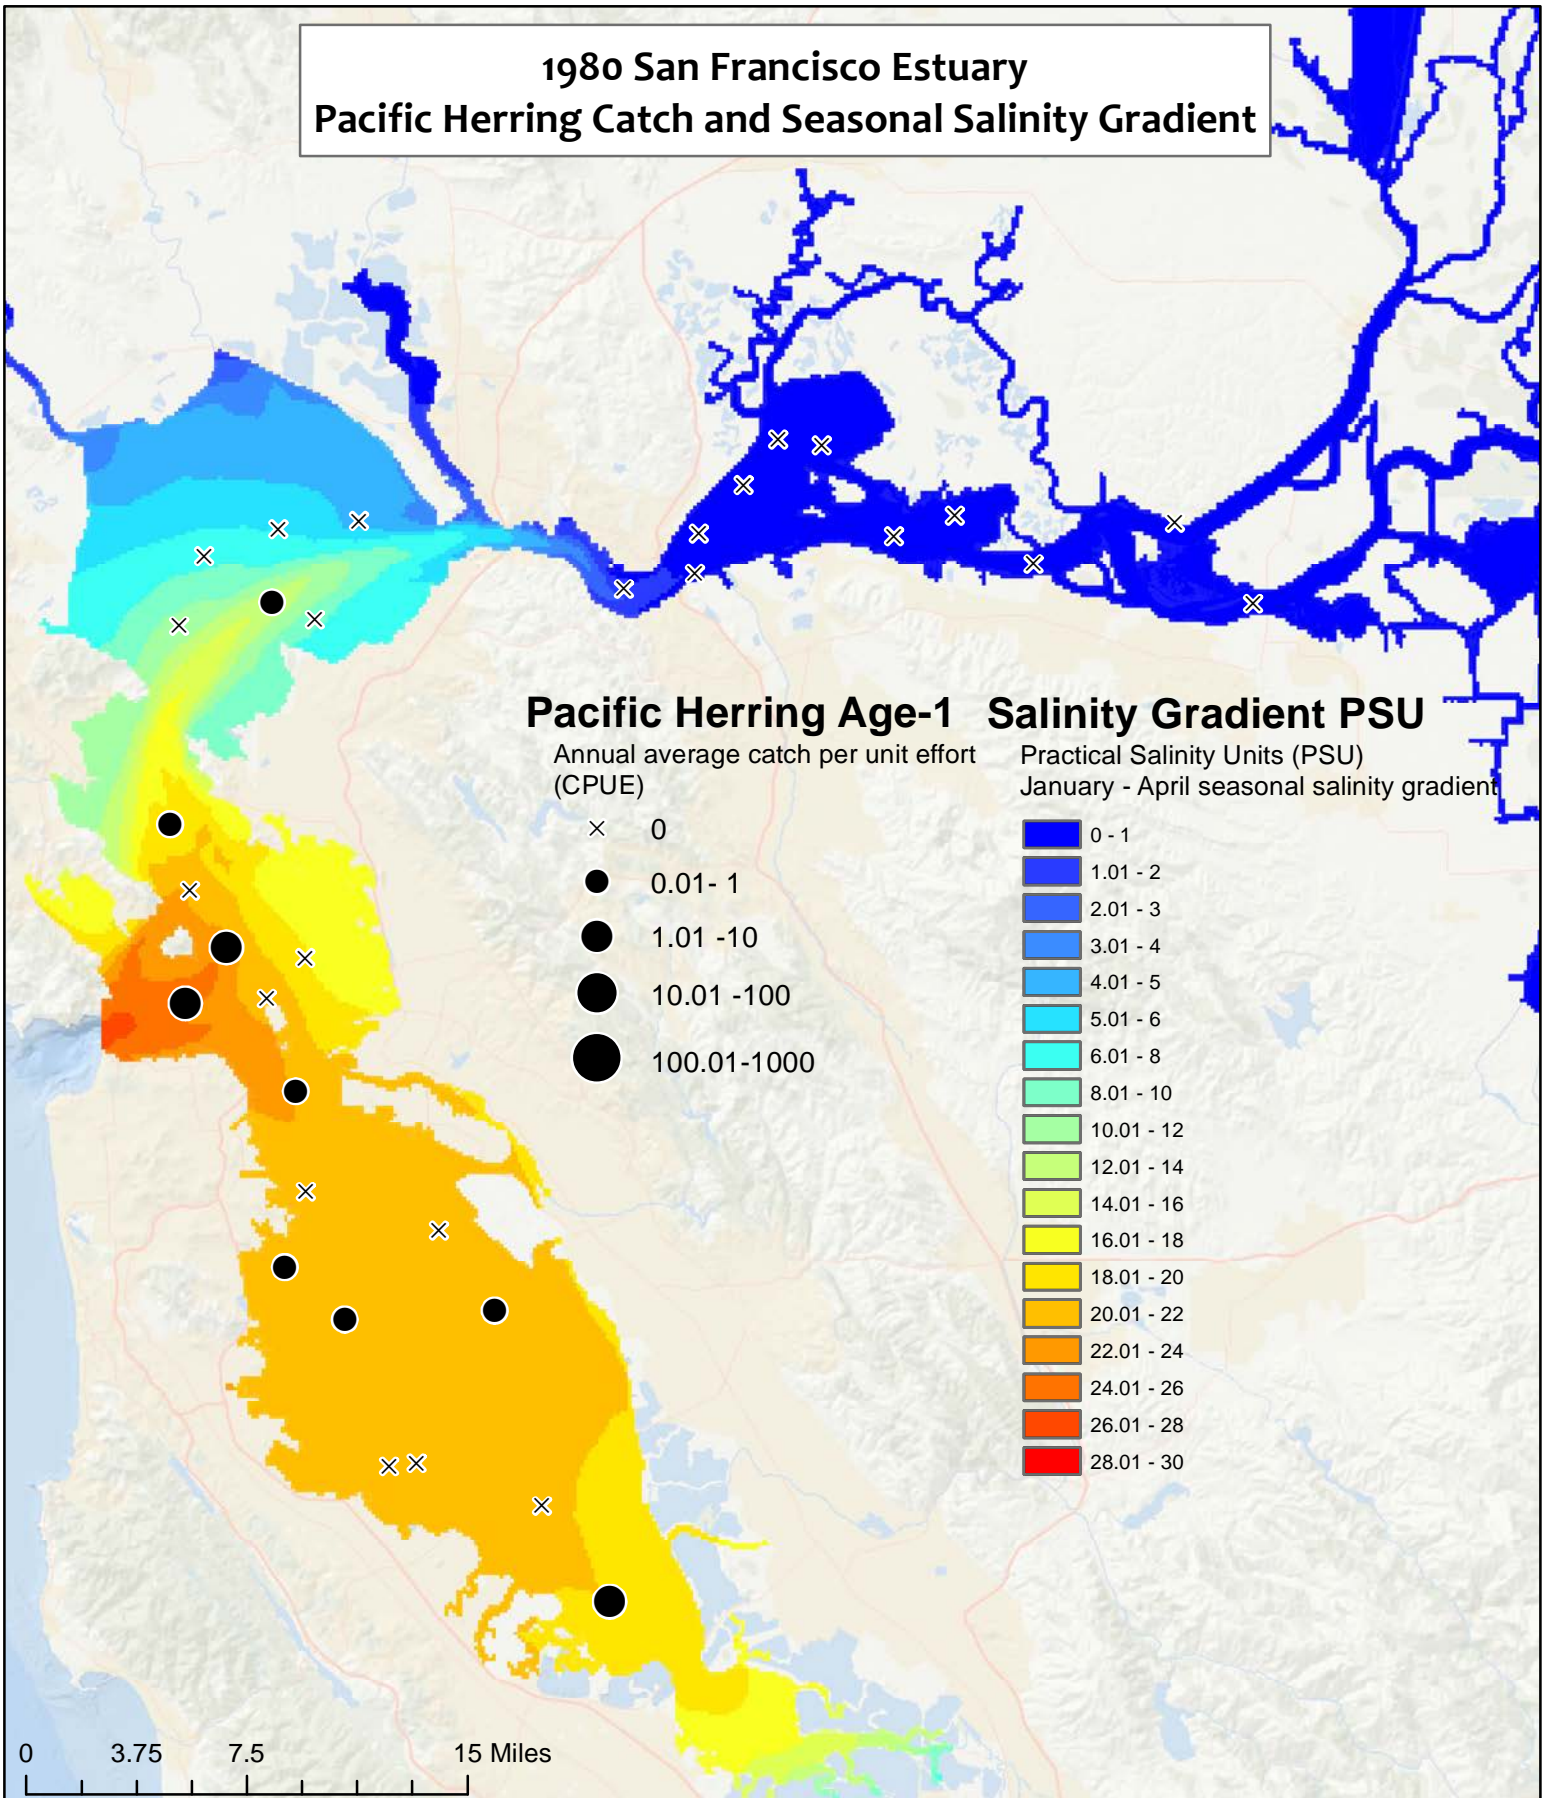 1980 San Francisco Estuary
Pacific Herring Catch and Seasonal Salinity Gradient
Pacific Herring Age-1
Annual average catch per unit effort
(CPUE)
0
0.01- 1
1.01 -10
10.01 -100
100.01-1000
Salinity Gradient PSU
Practical Salinity Units (PSU)
January - April seasonal salinity gradient
0 - 1
1.01 - 2
2.01 - 3
3.01 - 4
4.01 - 5
5.01 - 6
6.01 - 8
8.01 - 10
10.01 - 12
12.01 - 14
14.01 - 16
16.01 - 18
18.01 - 20
20.01 - 22
22.01 - 24
24.01 - 26
26.01 - 28
28.01 - 30
0 3.75 7.5 15 Miles